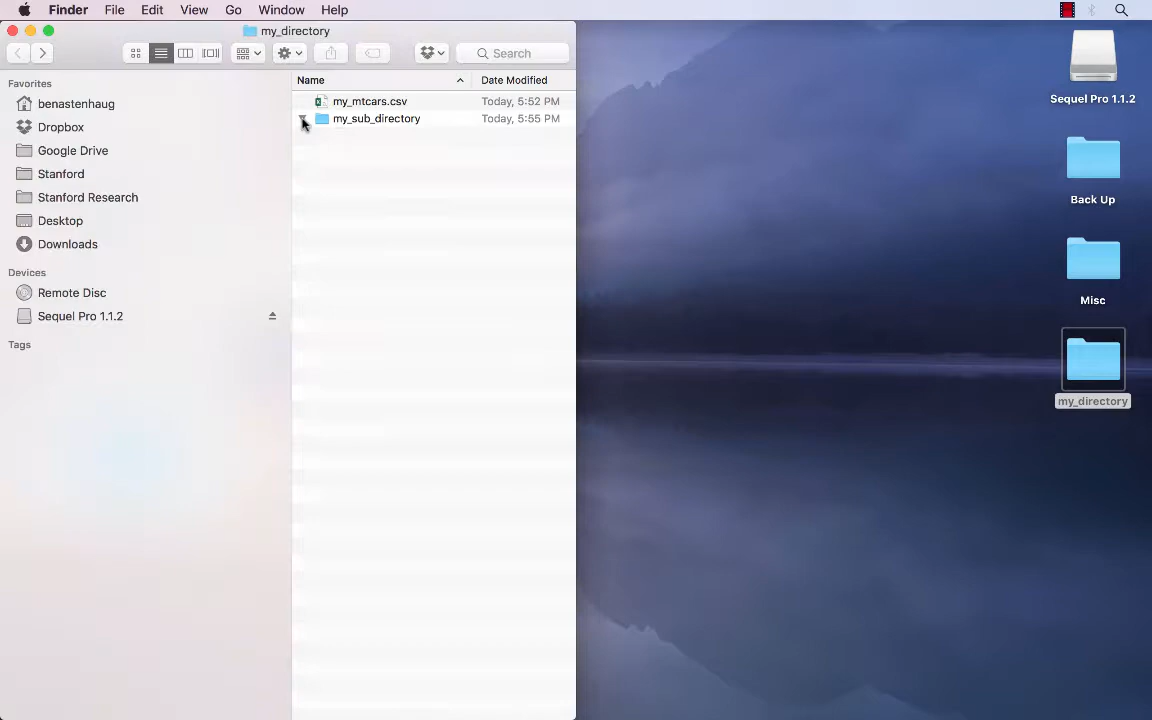 Finder File Edit View Go Window Help
my_directory
Search
Favorites
benastenhaug
Dropbox
Google Drive
Stanford
Stanford Research
Desktop
Downloads
Devices
Remote Disc
Sequel Pro 1.1.2
Tags
Name Date Modified
my_mtcars.csv Today, 5:52 PM
my_sub_directory Today, 5:55 PM
Sequel Pro 1.1.2
Back Up
Misc
my_directory